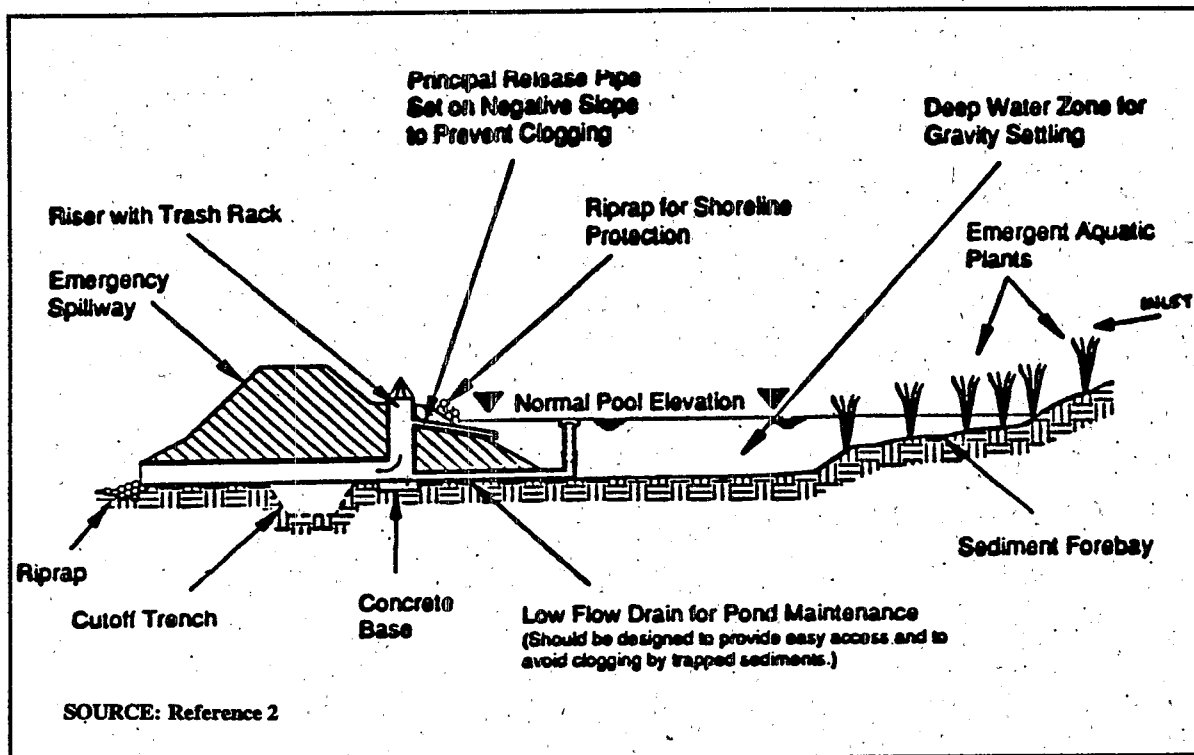 Principal Release Pipe
Set on Negative Slope
to Prevent Clogging
Deep Water Zone for
Gravity Settling
Riser with Trash Rack
Riprap for Shoreline
Protection
Emergent Aquatic
Plants
Emergency
Spillway
INLET
Normal Pool Elevation
Sediment Forebay
Riprap
Cutoff Trench
Concrete
Base
Low Flow Drain for Pond Maintenance
(Should be designed to provide easy access and to
avoid clogging by trapped sediments.)
SOURCE: Reference 2